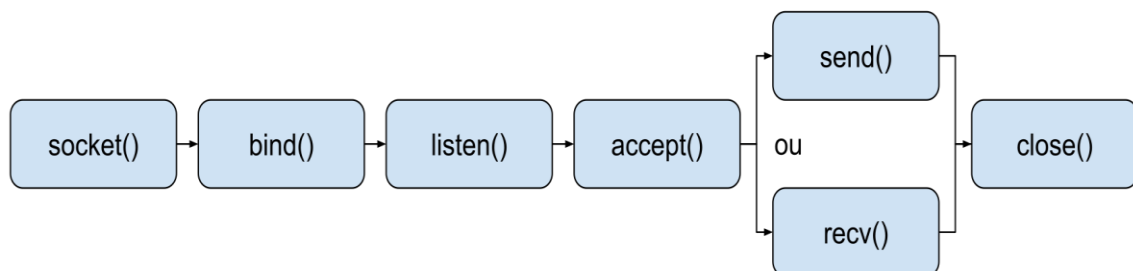 socket()
bind()
listen()
accept()
send()
ou
recv()
close()